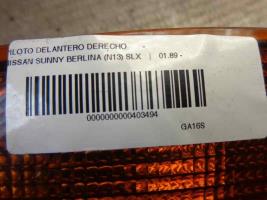 PILOTO DELANTERO DERECHO -
NISSAN SUNNY BERLINA (N13) SLX | 01.89 -
0000000000403494
GA16S